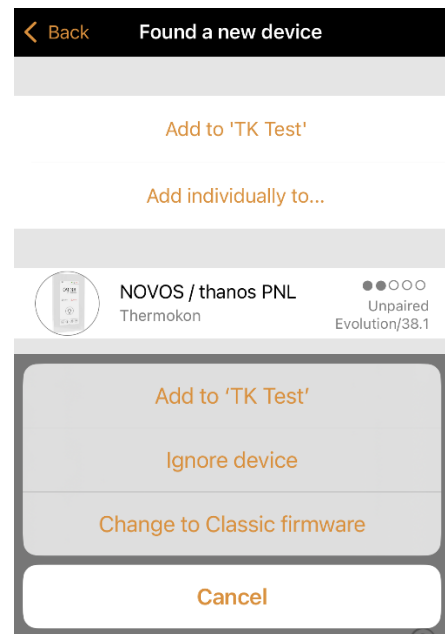 Back
Found a new device
Add to 'TK Test'
Add individually to...
NOVOS / thanos PNL
Thermokon
Unpaired
Evolution/38.1
Add to ‘TK Test’
Ignore device
Change to Classic firmware
Cancel